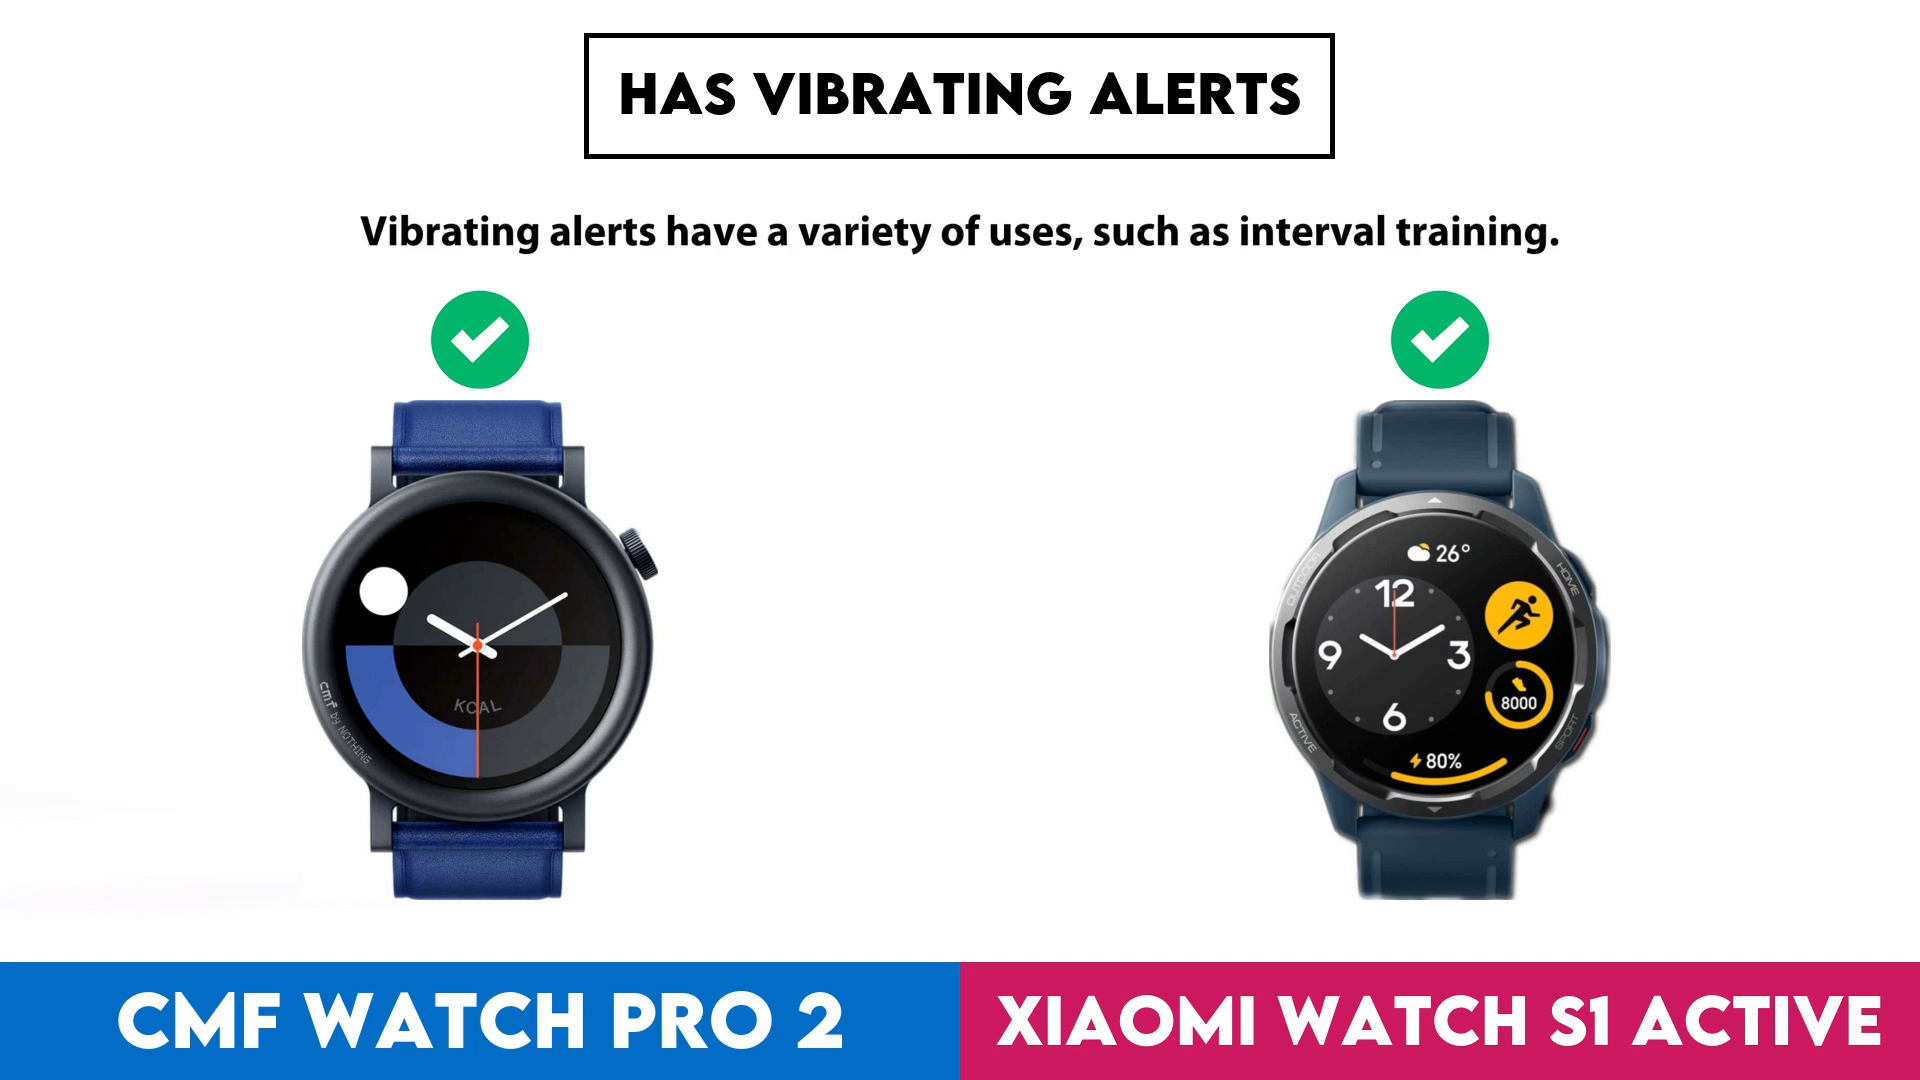 HAS VIBRATING ALERTS
Vibrating alerts have a variety of uses, such as interval training.
KCAL
cmf by NOTHING
26°
12
9
3
6
8000
80%
OUTDOOR
HOME
ACTIVE
SPORT
CMF WATCH PRO 2
XIAOMI WATCH S1 ACTIVE